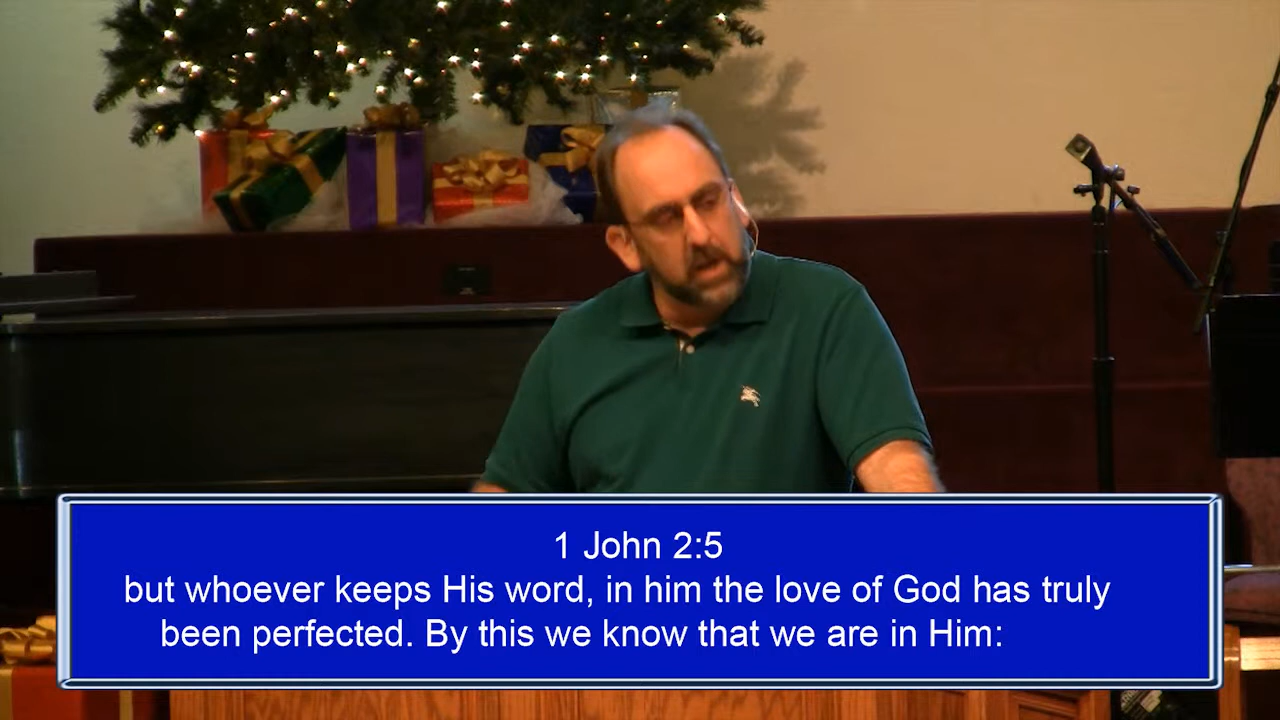 1 John 2:5
but whoever keeps His word, in him the love of God has truly
been perfected. By this we know that we are in Him: